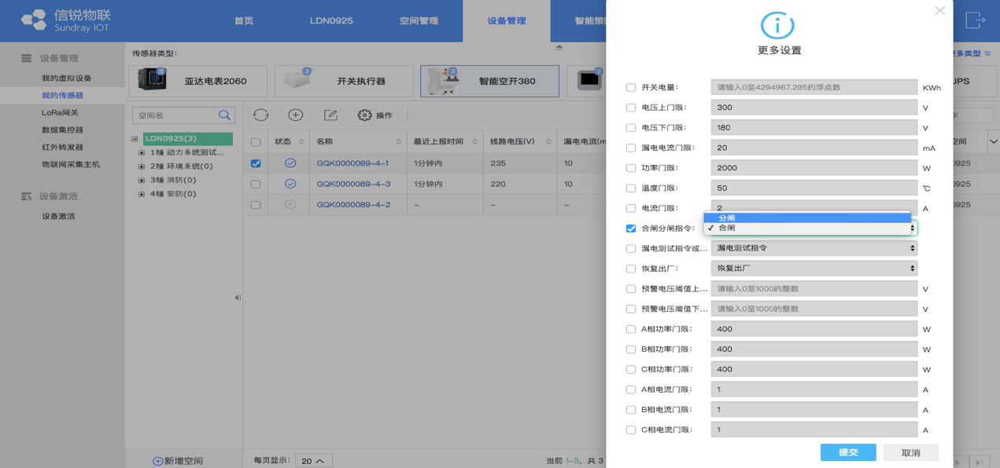 信锐物联
Sundray IOT
首页
LDN0925
空间管理
设备管理
智能策
更多设置
设备管理
我的虚拟设备
我的传感器
LoRa网关
数据集控器
红外转发器
物联网采集主机
设备激活
设备激活
传感器类型:
更多类型
3
亚达电表2060
3
开关执行器
3
智能空开380
3
UPS
空间名
操作
LDN0925(3)
1幢 动力系统测试...
2幢 环境系统(0)
3幢 消防(0)
4幢 安防(0)
新增空间
状态
名称
最近上报时间
线路电压(V)
漏电电流(m
空间
GQK0000089-4-1
1分钟内
235
10
0925
GQK0000089-4-3
1分钟内
220
10
0925
GQK0000089-4-2
–
–
–
0925
每页显示:
20
当前 1-3, 共 3
开关电量:
请输入0至4294967.295的浮点数
KWh
电压上门限:
300
V
电压下门限:
180
V
漏电电流门限:
20
mA
功率门限:
2000
W
温度门限:
50
℃
电流门限:
2
A
合闸分闸指令:
分闸
✓ 合闸
漏电测试指令或...
漏电测试指令
恢复出厂:
恢复出厂
预警电压阈值上...
请输入0至1000的整数
V
预警电压阈值下...
请输入0至1000的整数
V
A相功率门限:
400
W
B相功率门限:
400
W
C相功率门限:
400
W
A相电流门限:
1
A
B相电流门限:
1
A
C相电流门限:
1
A
提交
取消